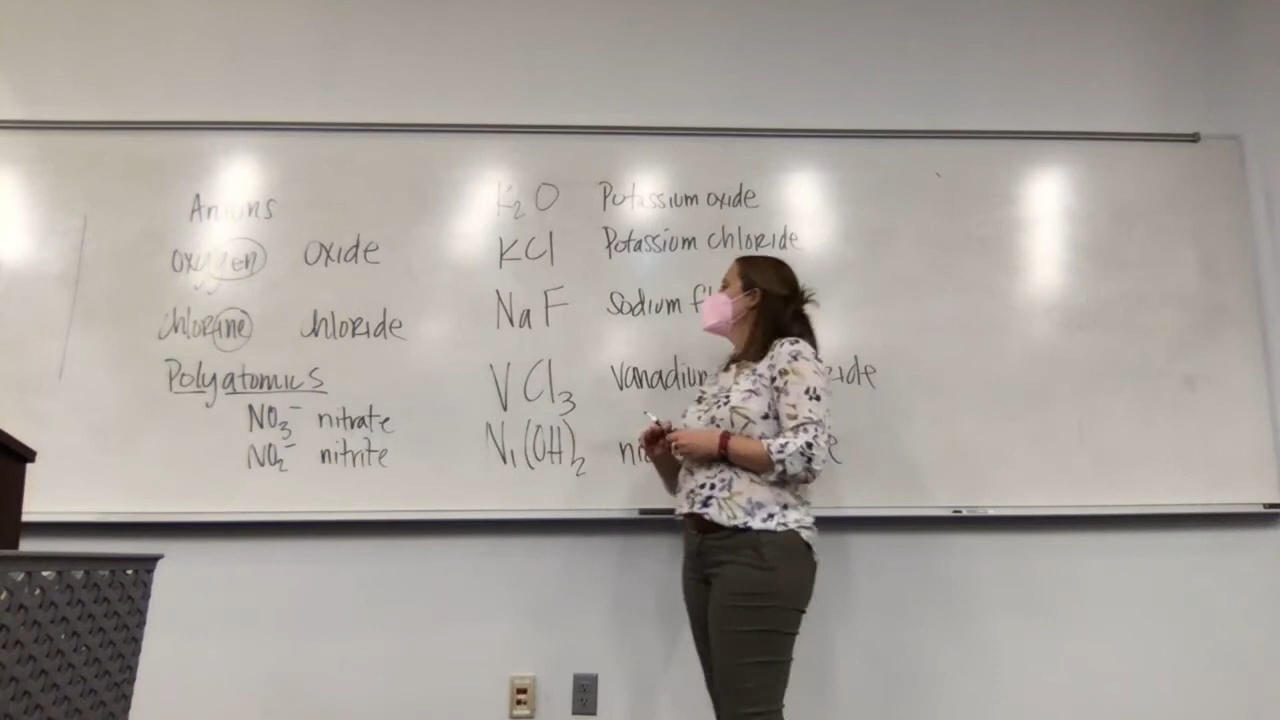 Anions
oxygen oxide
chlorine chloride
Polyatomics
NO3- nitrate
NO2- nitrite
K2O Potassium oxide
KCl Potassium chloride
NaF sodium
VCl3
Ni(OH)2